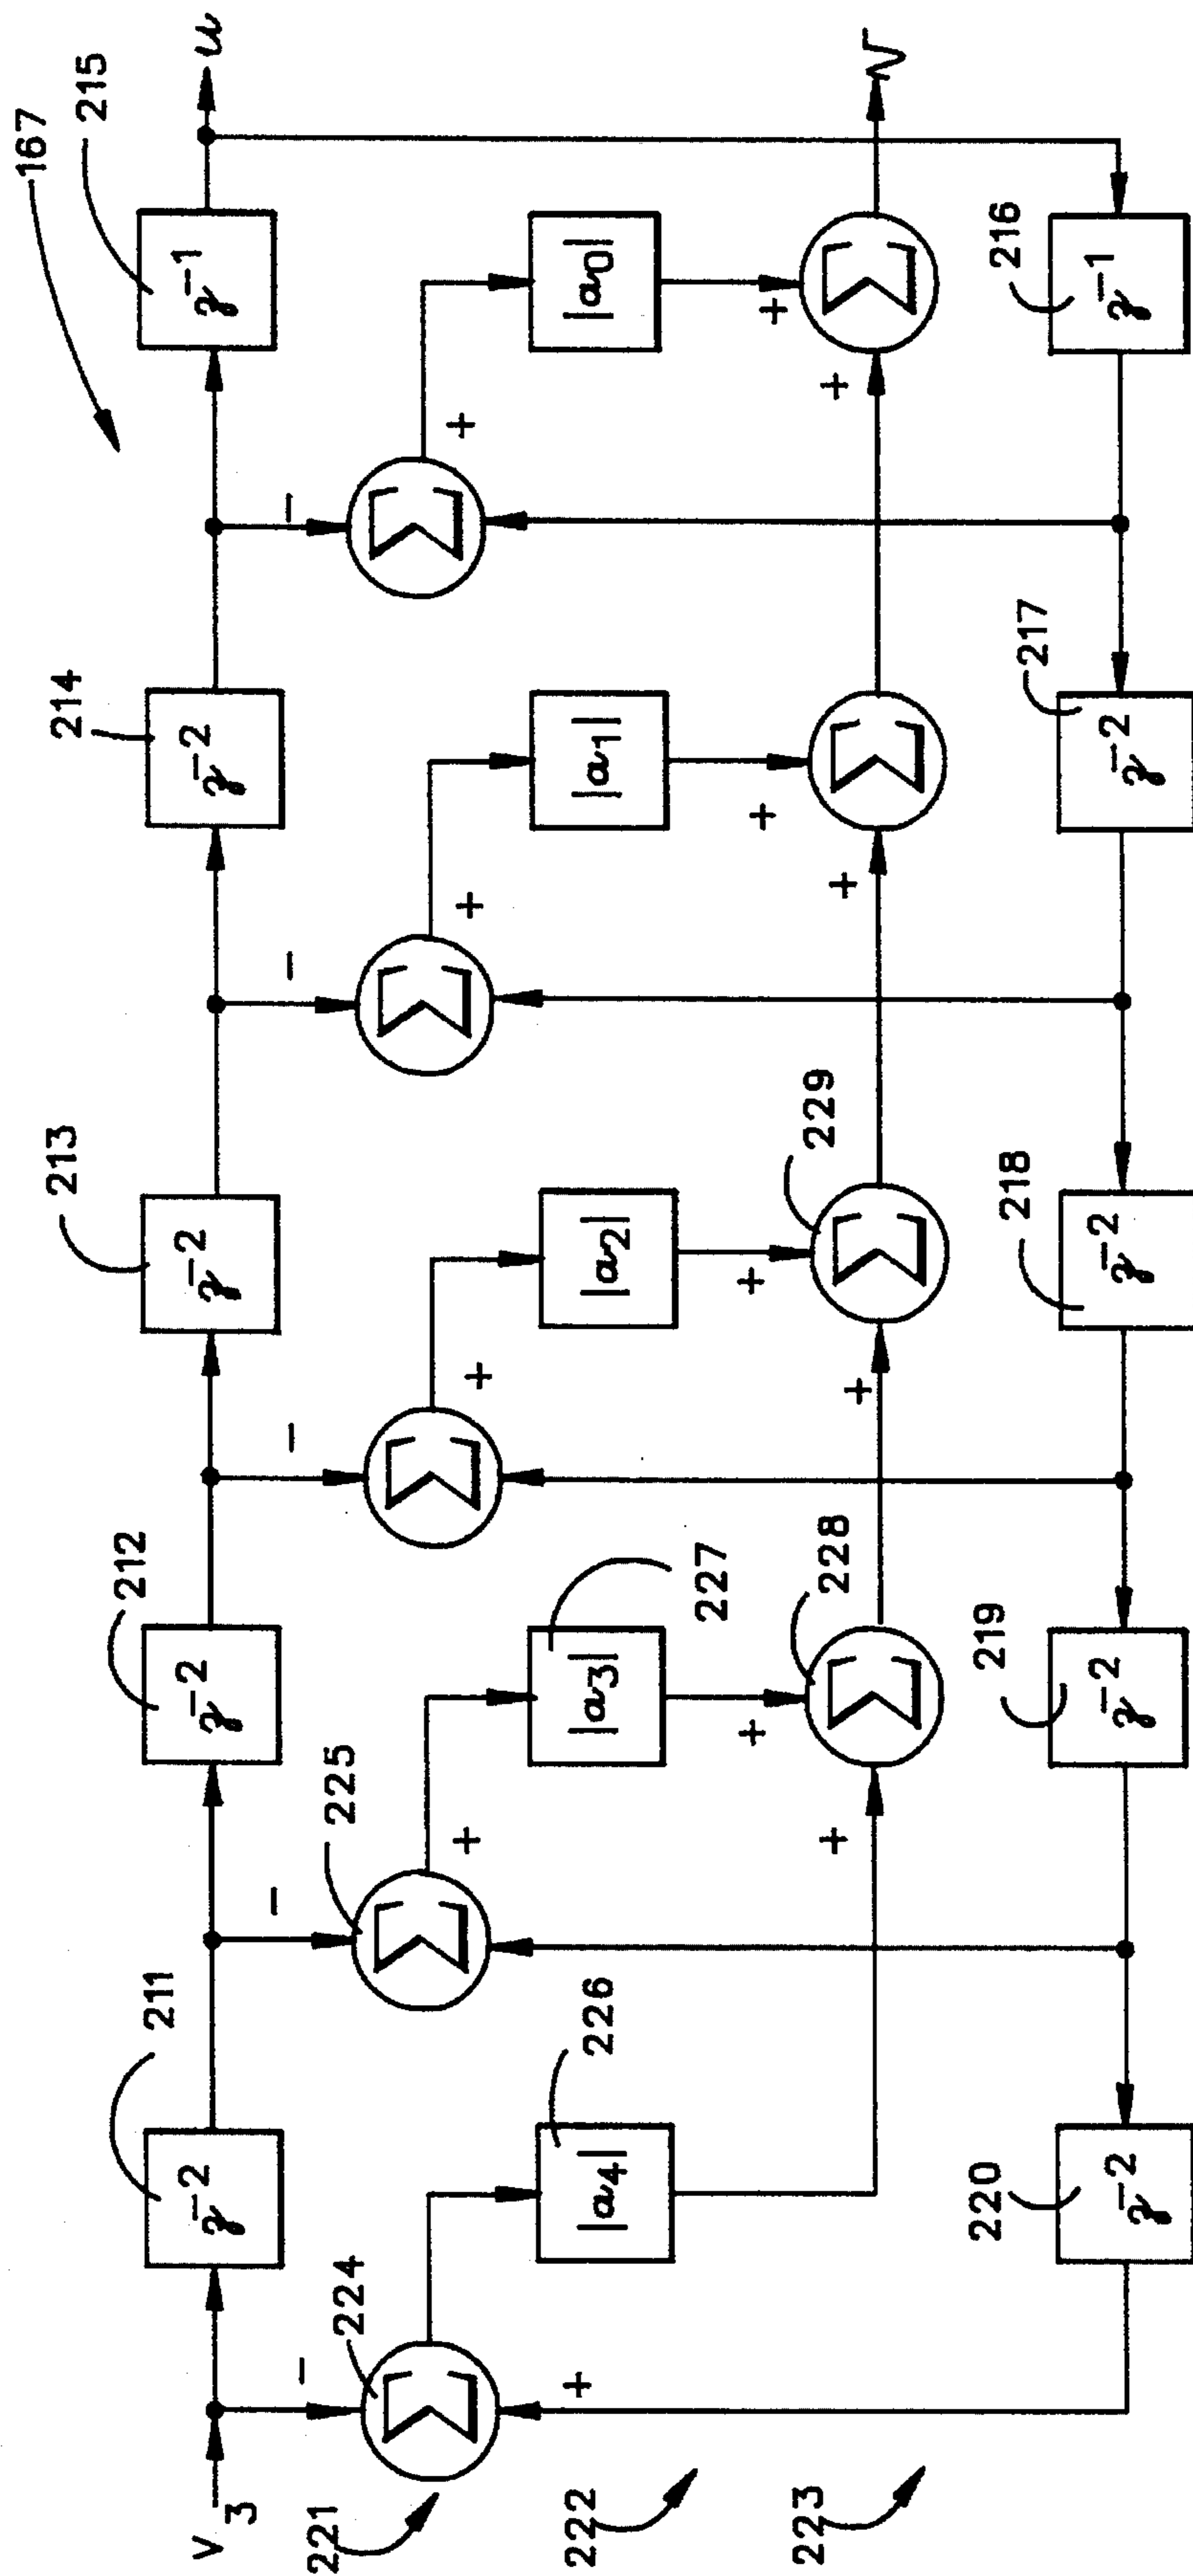 167
211
212
213
214
215
V3
z⁻²
z⁻²
z⁻²
z⁻²
z⁻¹
u
221
224
-
225
-
-
-
-
+
+
+
+
222
226
227
|a4|
|a3|
|a2|
|a1|
|a0|
+
+
+
+
+
223
228
229
Σ
Σ
Σ
Σ
Σ
Σ
Σ
Σ
Σ
+
+
+
+
v
220
219
218
217
216
z⁻²
z⁻²
z⁻²
z⁻²
z⁻¹